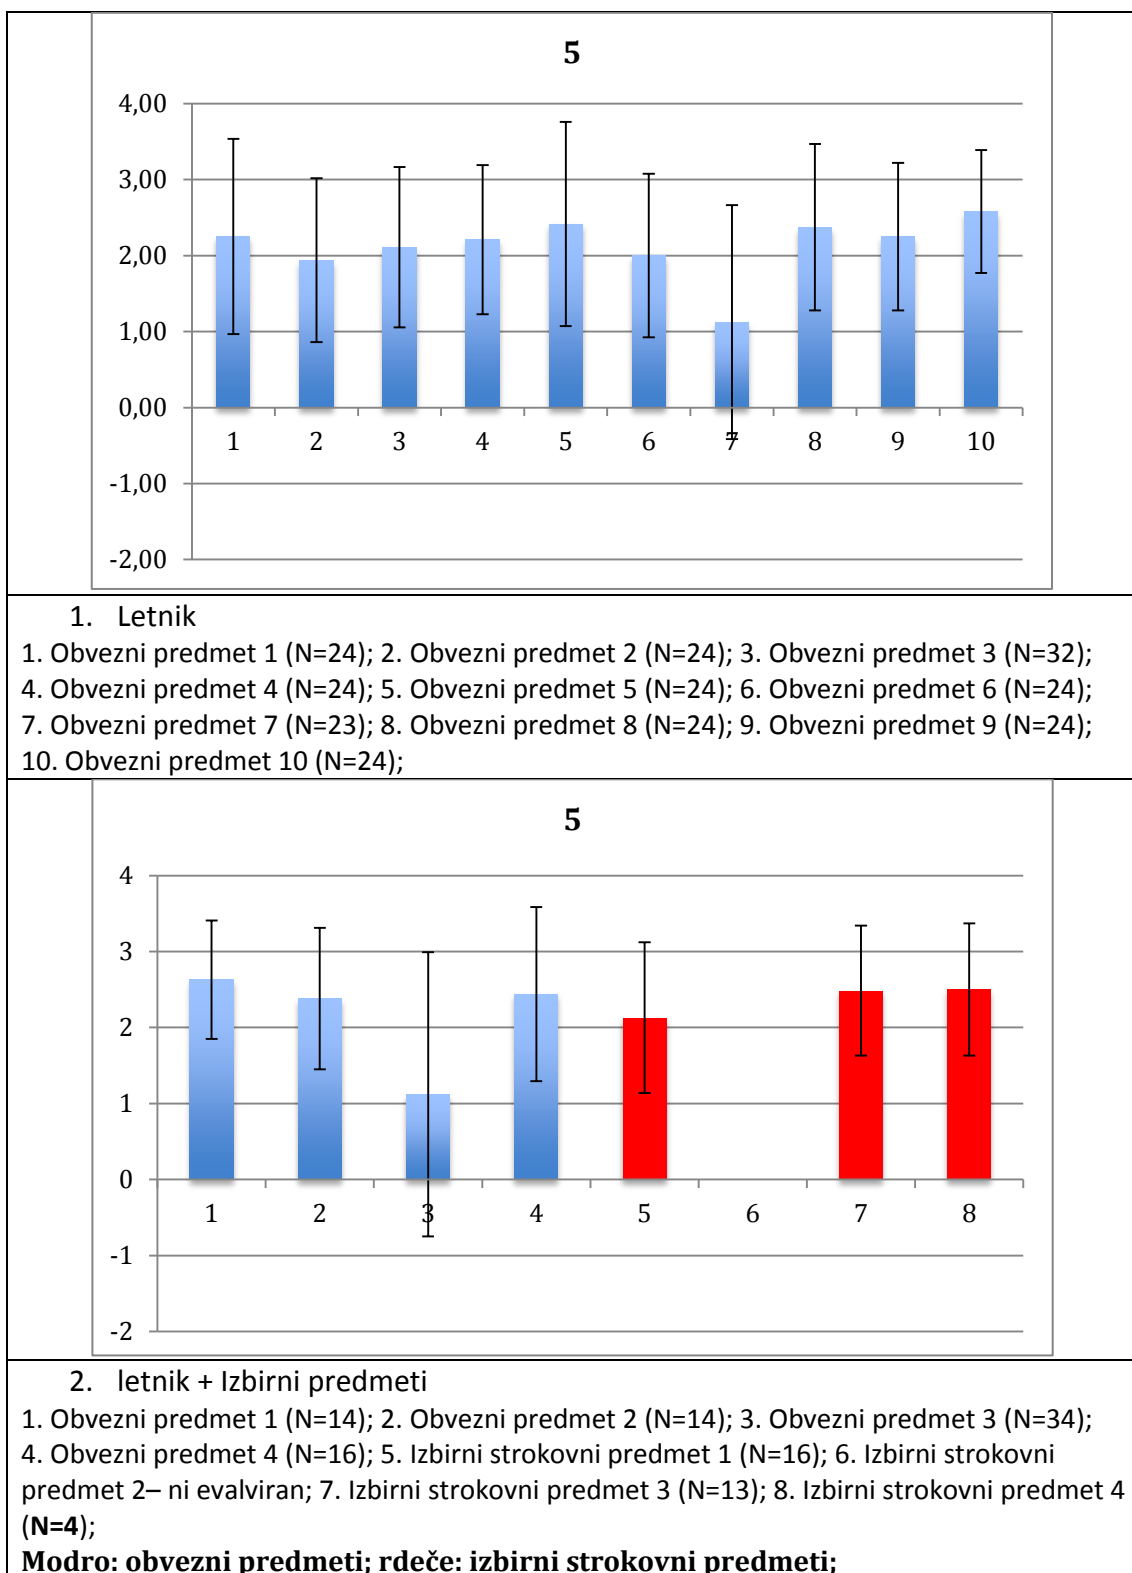 5
4,00
3,00
2,00
1,00
0,00
1 2 3 4 5 6 7 8 9 10
-1,00
-2,00
1. Letnik
1. Obvezni predmet 1 (N=24); 2. Obvezni predmet 2 (N=24); 3. Obvezni predmet 3 (N=32);
4. Obvezni predmet 4 (N=24); 5. Obvezni predmet 5 (N=24); 6. Obvezni predmet 6 (N=24);
7. Obvezni predmet 7 (N=23); 8. Obvezni predmet 8 (N=24); 9. Obvezni predmet 9 (N=24);
10. Obvezni predmet 10 (N=24);
5
4
3
2
1
0
1 2 3 4 5 6 7 8
-1
-2
2. letnik + Izbirni predmeti
1. Obvezni predmet 1 (N=14); 2. Obvezni predmet 2 (N=14); 3. Obvezni predmet 3 (N=34);
4. Obvezni predmet 4 (N=16); 5. Izbirni strokovni predmet 1 (N=16); 6. Izbirni strokovni
predmet 2– ni evalviran; 7. Izbirni strokovni predmet 3 (N=13); 8. Izbirni strokovni predmet 4
(N=4);
Modro: obvezni predmeti; rdeče: izbirni strokovni predmeti;